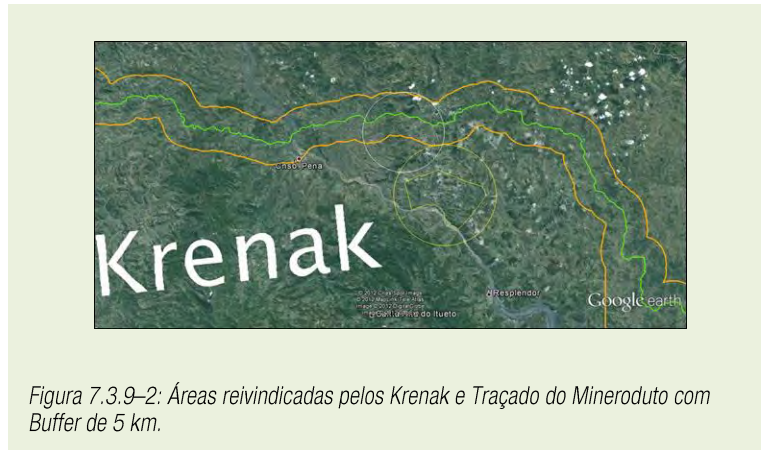 Cnso. Pena
Krenak
Resplendor
Google earth
Figura 7.3.9–2: Áreas reivindicadas pelos Krenak e Traçado do Mineroduto com
Buffer de 5 km.